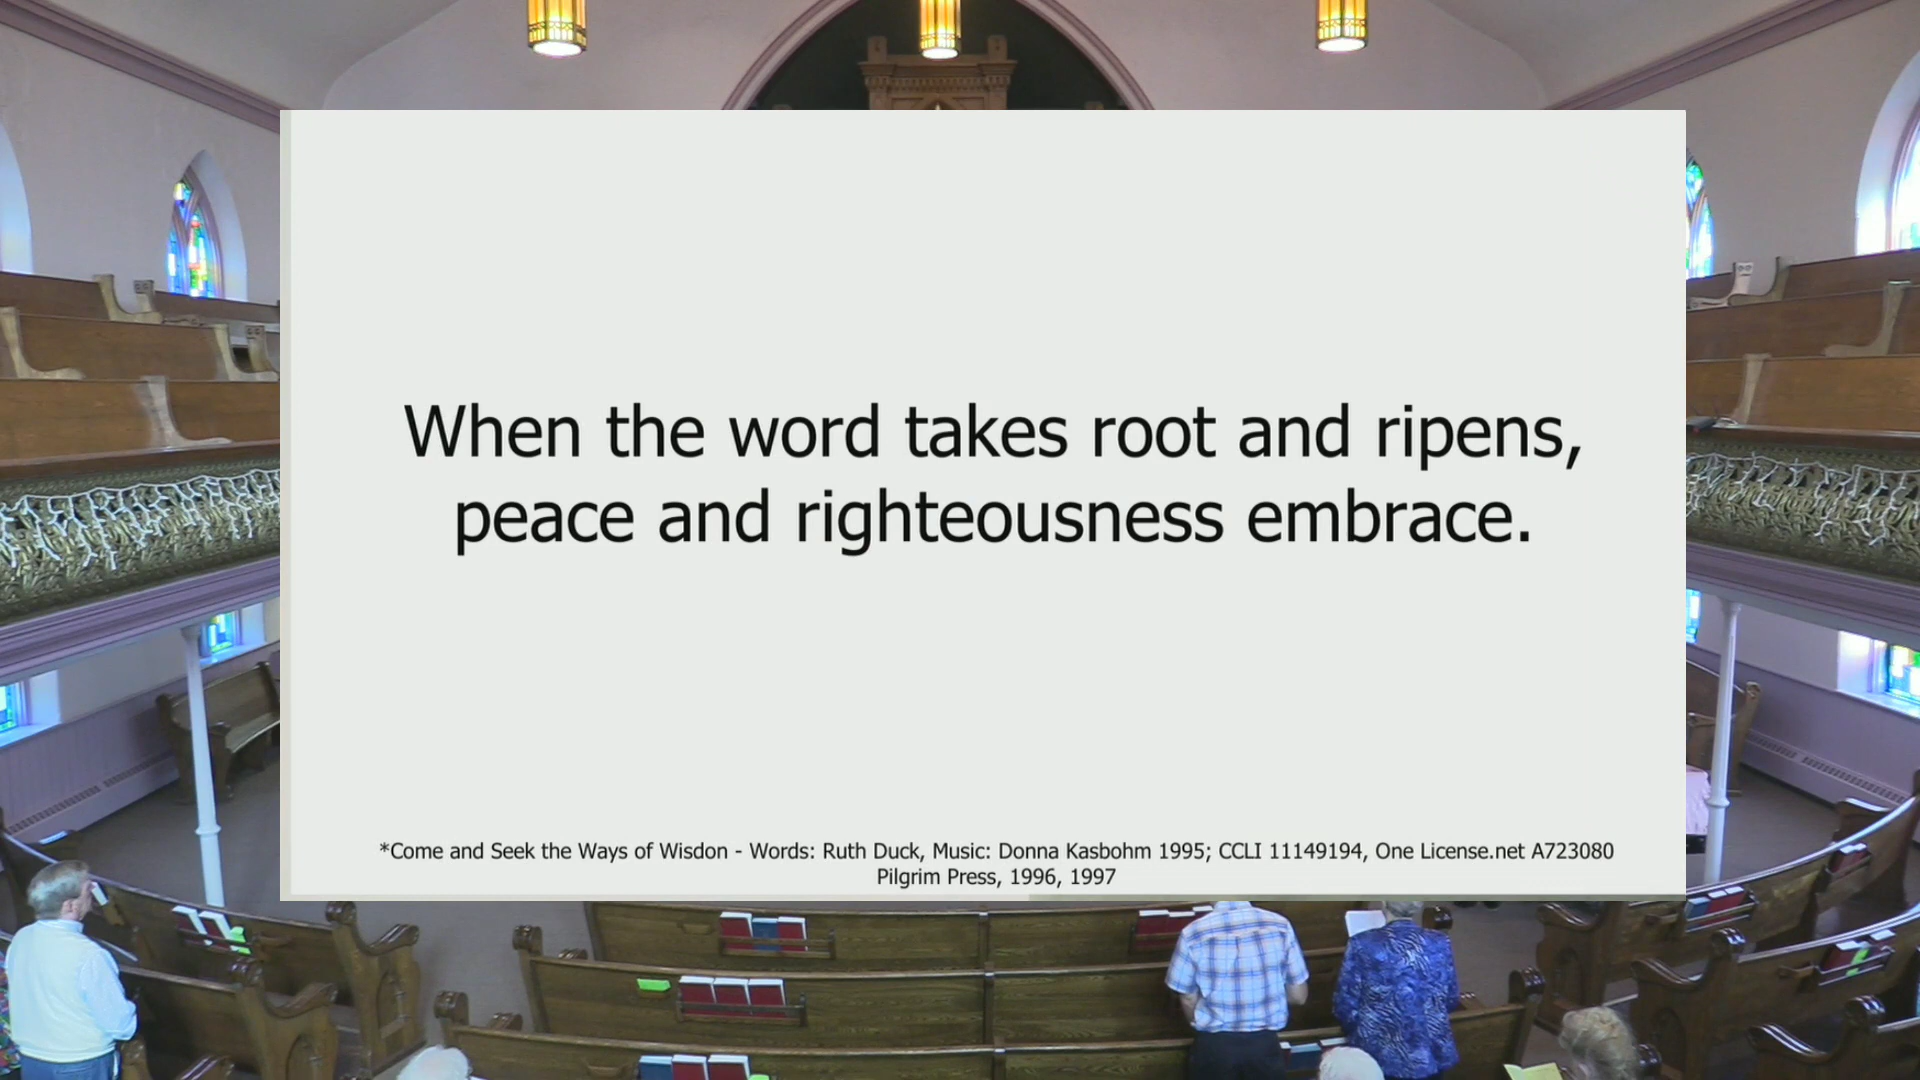 When the word takes root and ripens,
peace and righteousness embrace.
*Come and Seek the Ways of Wisdon - Words: Ruth Duck, Music: Donna Kasbohm 1995; CCLI 11149194, One License.net A723080
Pilgrim Press, 1996, 1997